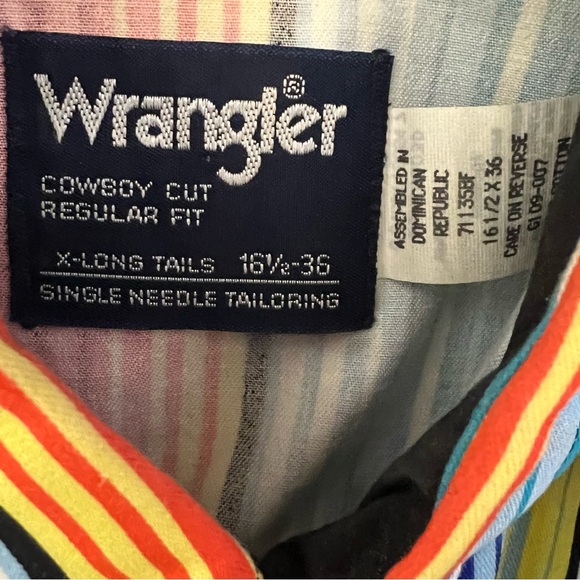 Wrangler®
COWBOY CUT
REGULAR FIT
X-LONG TAILS 16½-36
SINGLE NEEDLE TAILORING
ASSEMBLED IN
DOMINICAN
REPUBLIC
71135BF
16 1/2 X 36
CARE ON REVERSE
G109-007
COTTON